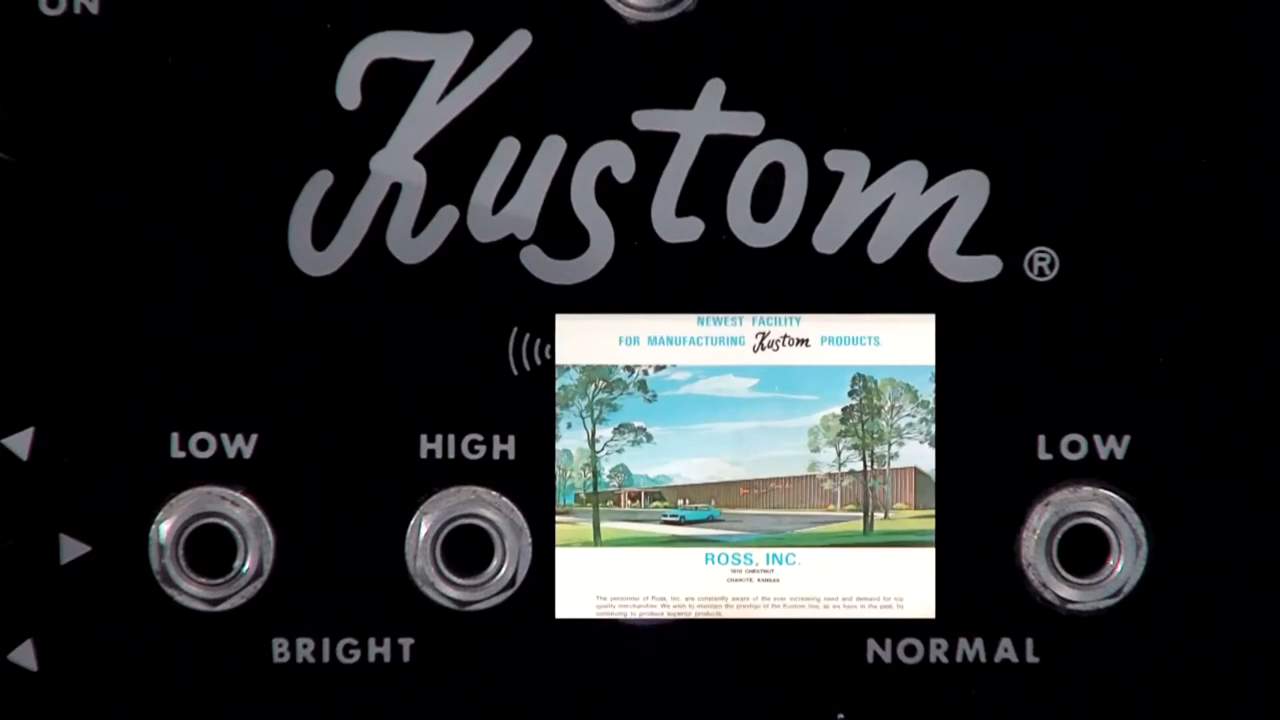 ON
Kustom ®
NEWEST FACILITY
FOR MANUFACTURING Kustom PRODUCTS
LOW
HIGH
LOW
ROSS, INC.
1010 CHESTNUT
CHANUTE, KANSAS
The personnel of Ross, Inc. are constantly aware of the ever increasing need and demand for top
quality merchandise. We wish to maintain the prestige of the Kustom line, as we have in the past, by
continuing to produce superior products.
BRIGHT
NORMAL